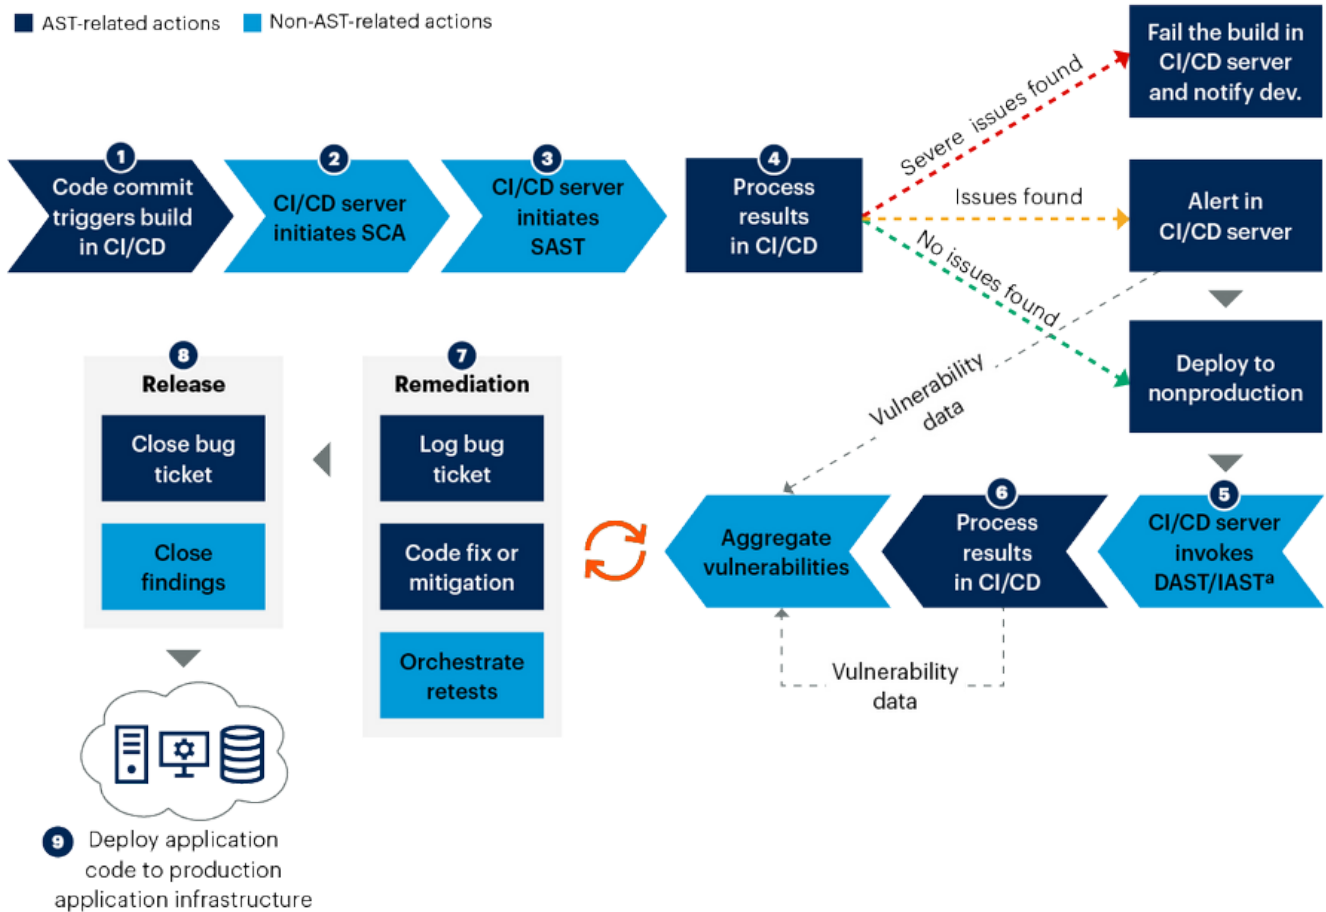 AST-related actions
Non-AST-related actions
1
Code commit
triggers build
in CI/CD
2
CI/CD server
initiates SCA
3
CI/CD server
initiates
SAST
4
Process
results
in CI/CD
Severe issues found
Issues found
No issues found
Fail the build in
CI/CD server
and notify dev.
Alert in
CI/CD server
Deploy to
nonproduction
Vulnerability
data
5
CI/CD server
invokes
DAST/IASTᵃ
6
Process
results
in CI/CD
Aggregate
vulnerabilities
Vulnerability
data
7
Remediation
Log bug
ticket
Code fix or
mitigation
Orchestrate
retests
8
Release
Close bug
ticket
Close
findings
9 Deploy application
code to production
application infrastructure